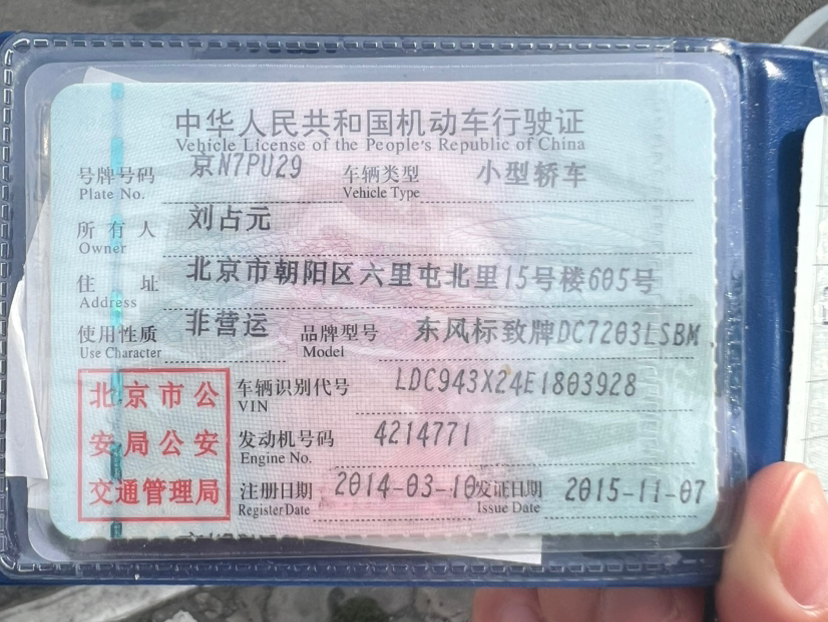 中华人民共和国机动车行驶证
Vehicle License of the People's Republic of China
号牌号码 京N7PU29 车辆类型 小型轿车
Plate No. Vehicle Type
所有人 刘占元
Owner
住址 北京市朝阳区六里屯北里15号楼605号
Address
使用性质 非营运 品牌型号 东风标致牌DC7203LSBM
Use Character Model
北京市公 车辆识别代号 LDC943X24E1803928
VIN
安局公安 发动机号码 4214771
Engine No.
交通管理局 注册日期 2014-03-10 发证日期 2015-11-07
Register Date Issue Date